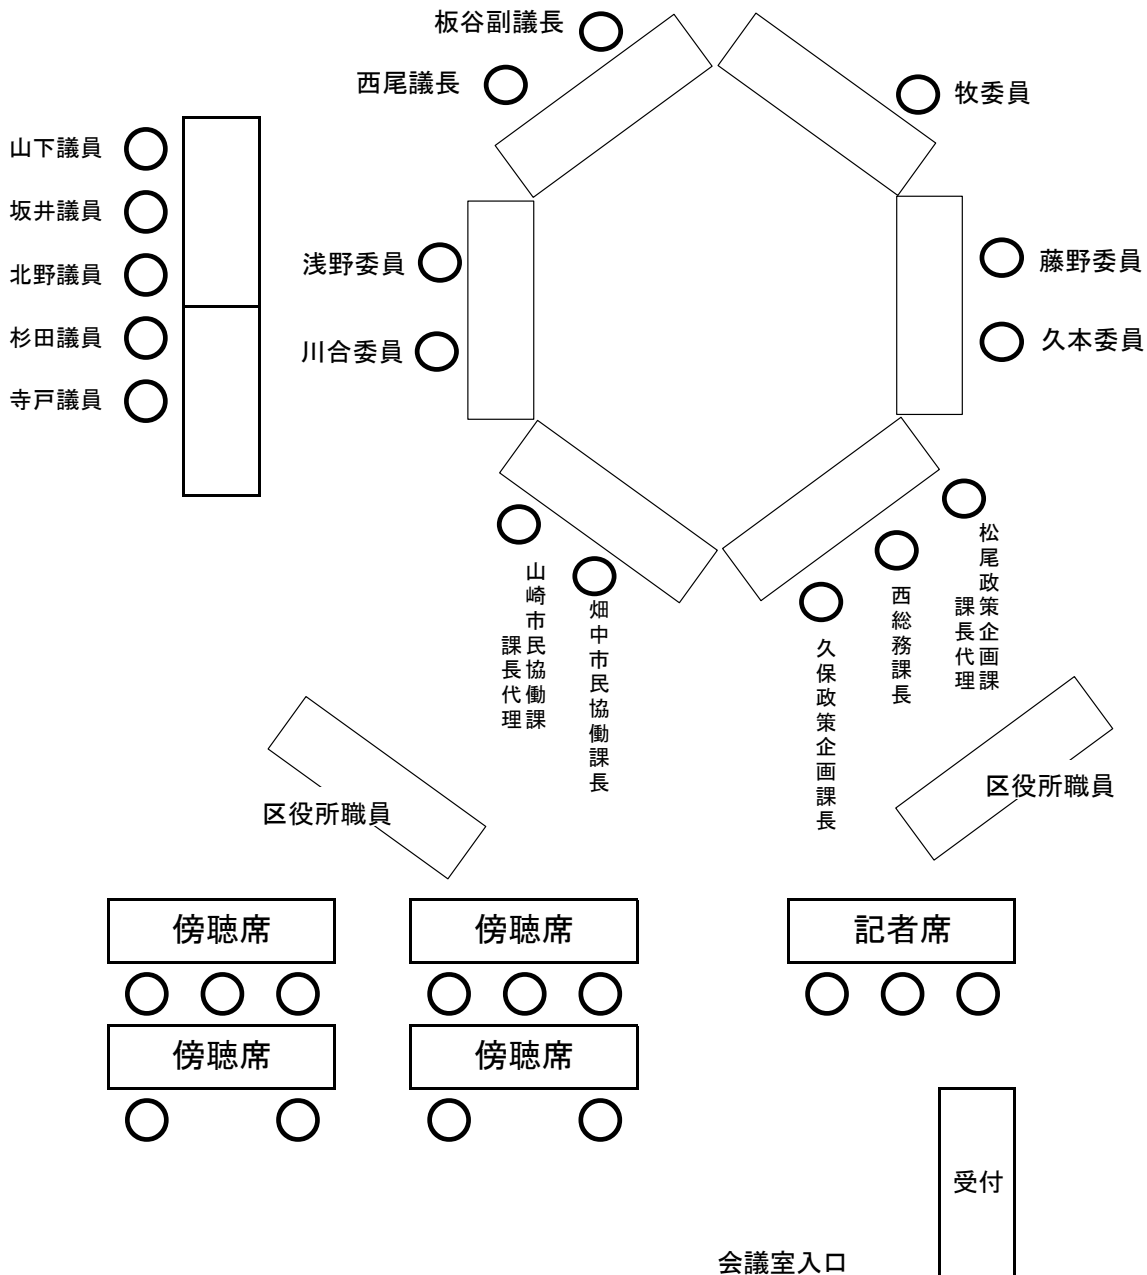 板谷副議長
西尾議長
牧委員
山下議員
坂井議員
北野議員
杉田議員
寺戸議員
浅野委員
川合委員
藤野委員
久本委員
山崎市民協働課
課長代理
畑中市民協働課長
久保政策企画課長
西総務課長
松尾政策企画課
課長代理
区役所職員
区役所職員
傍聴席
傍聴席
記者席
傍聴席
傍聴席
受付
会議室入口